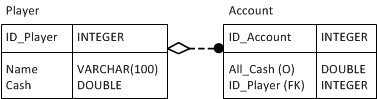 Player
ID_Player INTEGER
Name VARCHAR(100)
Cash DOUBLE
Account
ID_Account INTEGER
All_Cash (O) DOUBLE
ID_Player (FK) INTEGER